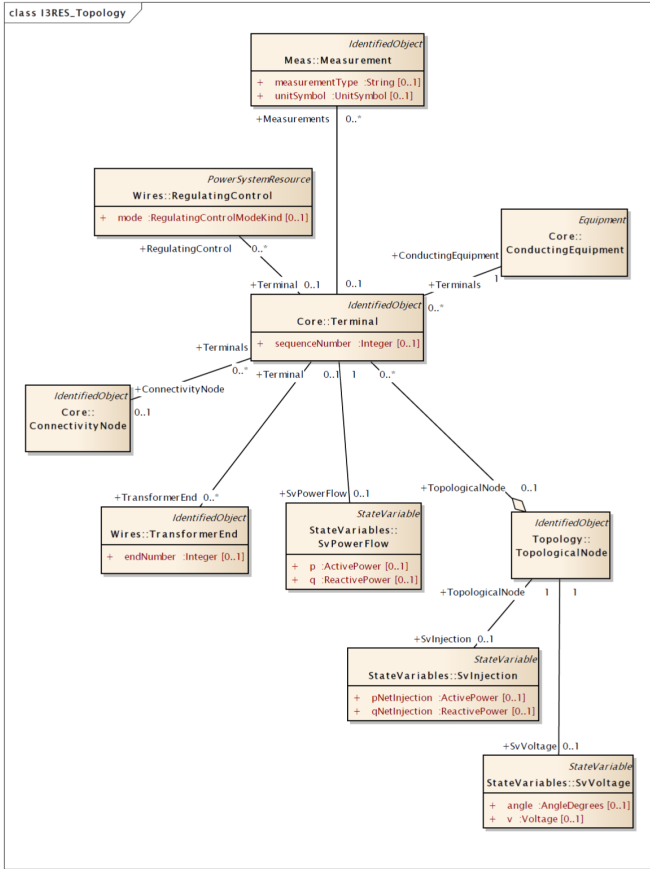 class I3RES_Topology
IdentifiedObject
Meas::Measurement
+ measurementType :String [0..1]
+ unitSymbol :UnitSymbol [0..1]
+Measurements 0..*
PowerSystemResource
Wires::RegulatingControl
+ mode :RegulatingControlModeKind [0..1]
+RegulatingControl 0..*
Equipment
Core::
ConductingEquipment
+ConductingEquipment
1
+Terminals
0..*
+Terminal 0..1
0..1
IdentifiedObject
Core::Terminal
+ sequenceNumber :Integer [0..1]
+Terminals
0..*
+Terminal 0..1 1 0..*
+ConnectivityNode
0..1
IdentifiedObject
Core::
ConnectivityNode
+TransformerEnd 0..*
+SvPowerFlow 0..1
+TopologicalNode 0..1
IdentifiedObject
Wires::TransformerEnd
+ endNumber :Integer [0..1]
StateVariable
StateVariables::
SvPowerFlow
+ p :ActivePower [0..1]
+ q :ReactivePower [0..1]
IdentifiedObject
Topology::
TopologicalNode
+TopologicalNode 1 1
+SvInjection 0..1
StateVariable
StateVariables::SvInjection
+ pNetInjection :ActivePower [0..1]
+ qNetInjection :ReactivePower [0..1]
+SvVoltage 0..1
StateVariable
StateVariables::SvVoltage
+ angle :AngleDegrees [0..1]
+ v :Voltage [0..1]